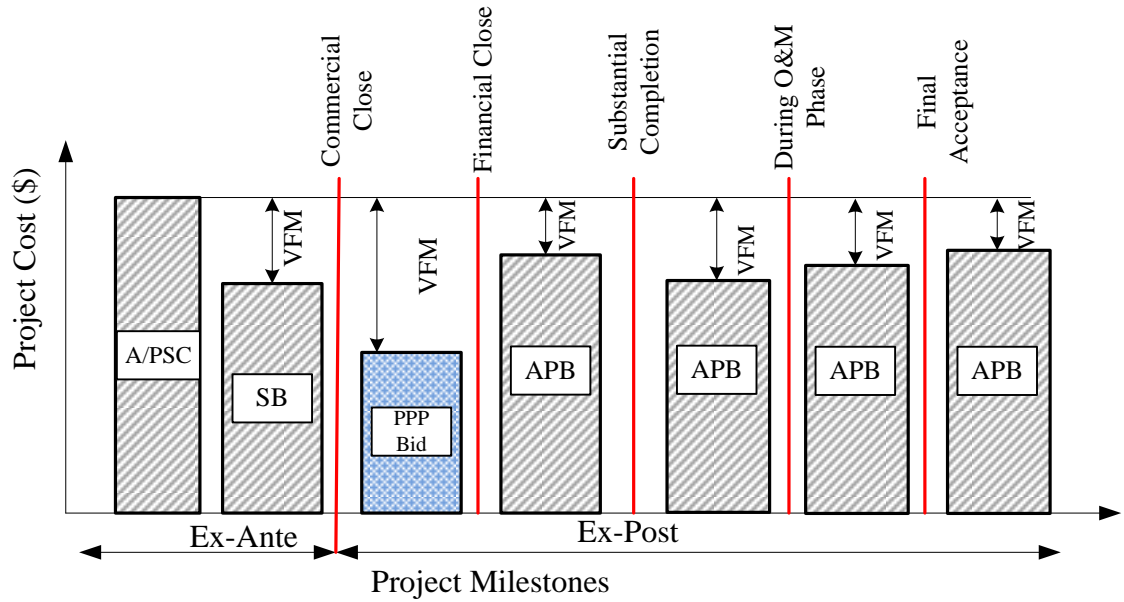 Commercial
Close
Financial Close
Substantial
Completion
During O&M
Phase
Final
Acceptance
Project Cost ($)
VFM
VFM
VFM
VFM
VFM
VFM
A/PSC
SB
PPP
Bid
APB
APB
APB
APB
Ex-Ante
Ex-Post
Project Milestones